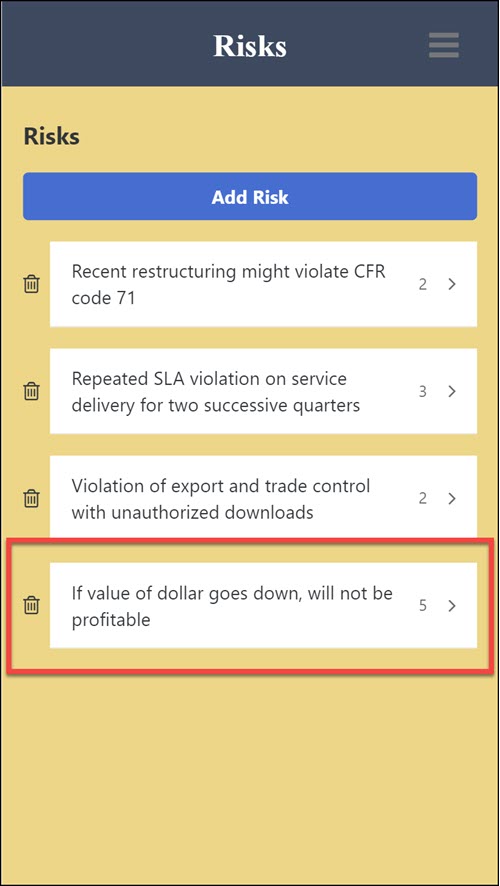 Risks
Risks
Add Risk
Recent restructuring might violate CFR
code 71
2
Repeated SLA violation on service
delivery for two successive quarters
3
Violation of export and trade control
with unauthorized downloads
2
If value of dollar goes down, will not be
profitable
5